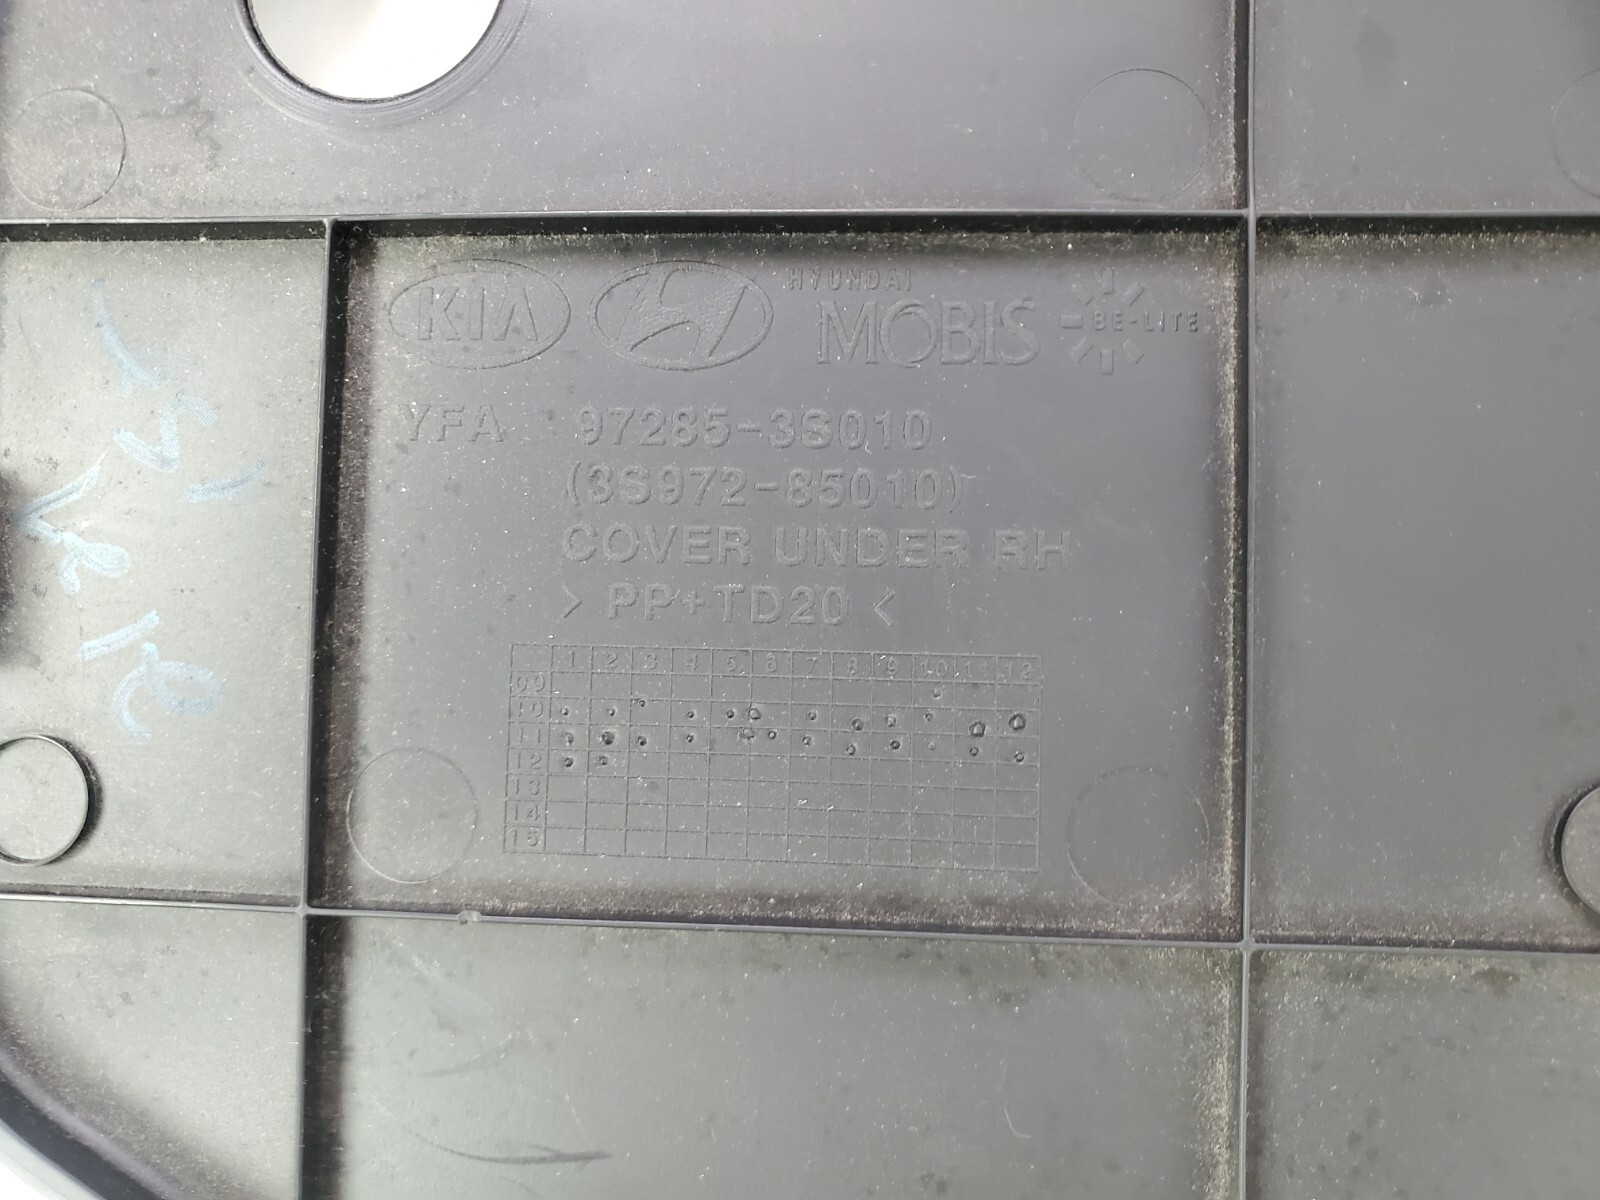 KIA HYUNDAI MOBIS BE-LITE
YFA 97285-3S010
(3S972-85010)
COVER UNDER RH
> PP+TD20 <
1 2 3 4 5 6 7 8 9 10 11 12
09
10
11
12
13
14
15